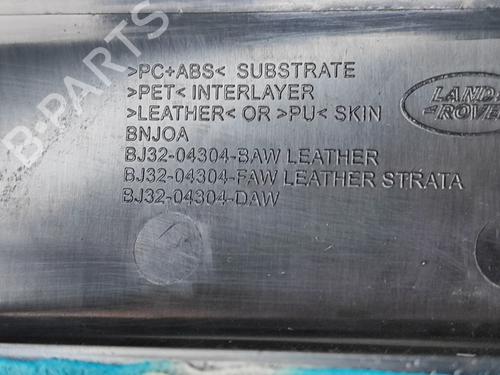 >PC+ABS< SUBSTRATE
>PET< INTERLAYER
>LEATHER< OR >PU< SKIN
BNJOA
BJ32-04304-BAW LEATHER
BJ32-04304-FAW LEATHER STRATA
BJ32-04304-DAW
LAND
ROVER
B-PARTS